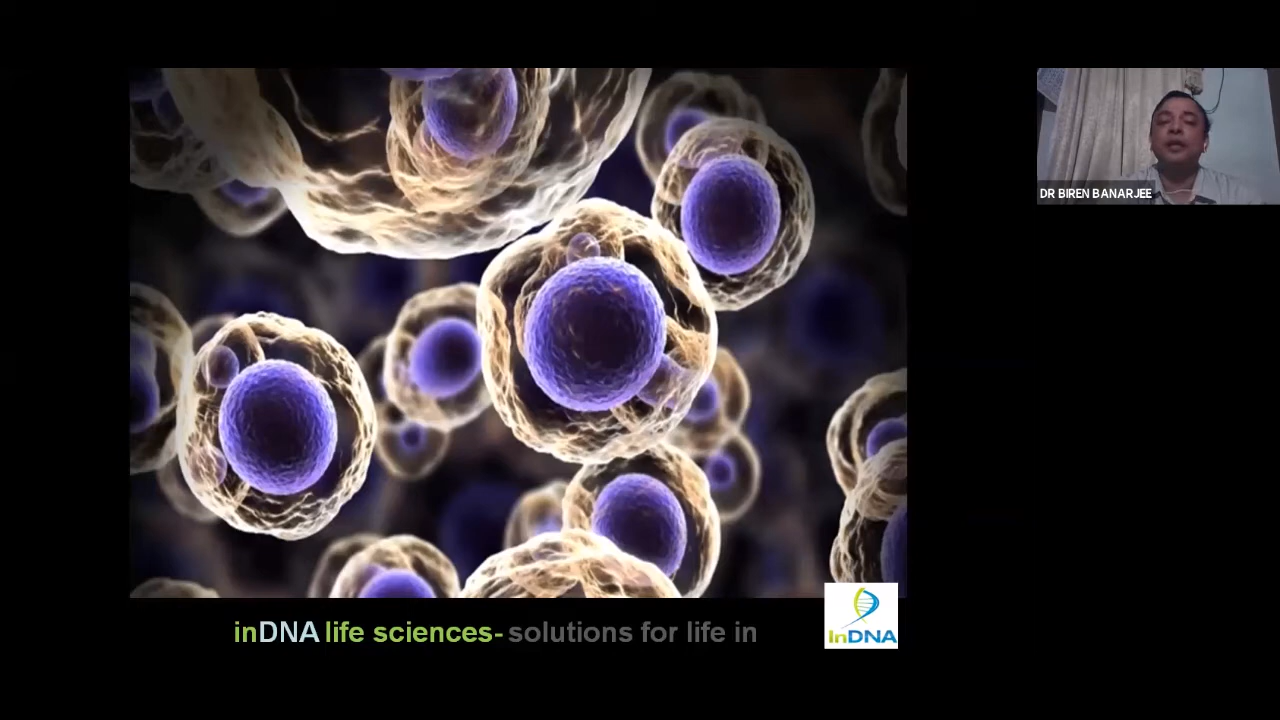 DR BIREN BANARJEE
inDNA life sciences- solutions for life in
InDNA